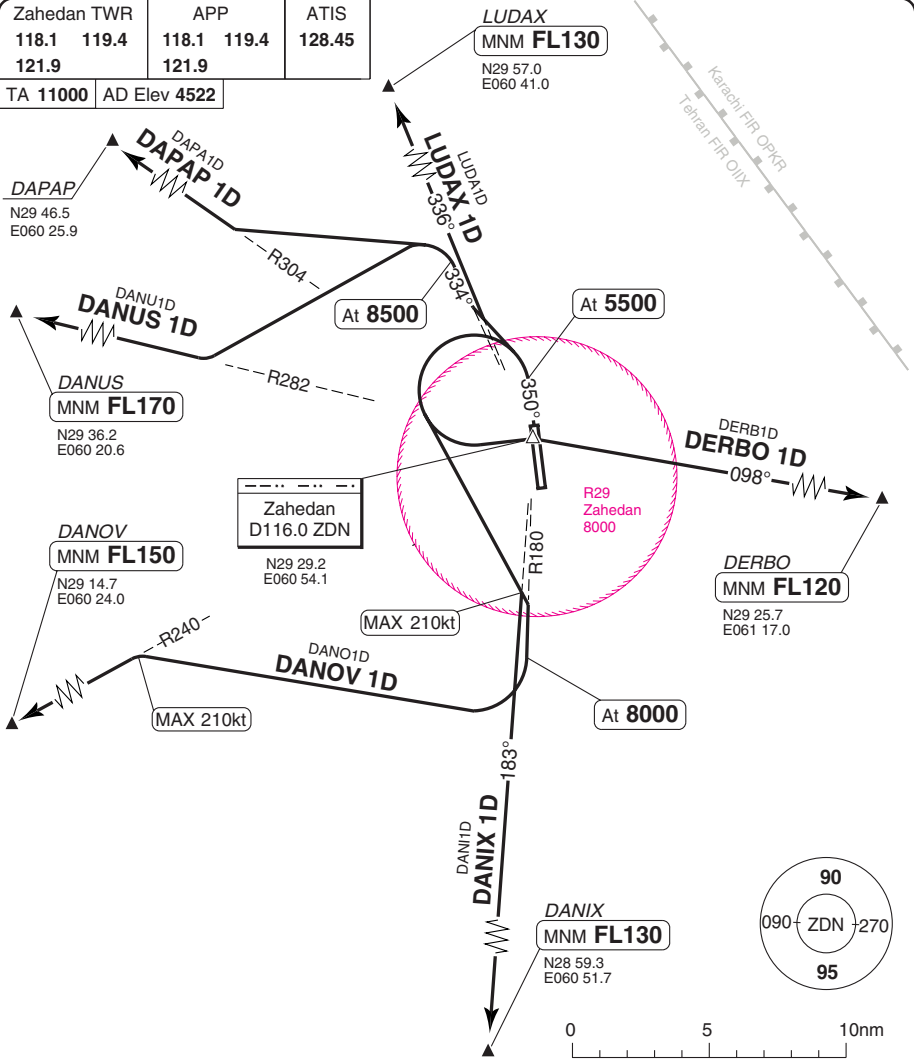 Zahedan TWR
118.1 119.4
121.9
APP
118.1 119.4
121.9
ATIS
128.45
TA 11000
AD Elev 4522
LUDAX
MNM FL130
N29 57.0
E060 41.0
Karachi FIR OPKR
Tehran FIR OIIX
DAPAP
N29 46.5
E060 25.9
DAPA1D
DAPAP 1D
LUDA1D
LUDAX 1D
336°
334°
R304
At 8500
At 5500
DANU1D
DANUS 1D
DANUS
MNM FL170
N29 36.2
E060 20.6
R282
350°
DERB1D
DERBO 1D
098°
Zahedan
D116.0 ZDN
N29 29.2
E060 54.1
R29
Zahedan
8000
R180
DERBO
MNM FL120
N29 25.7
E061 17.0
DANOV
MNM FL150
N29 14.7
E060 24.0
MAX 210kt
R240
DANO1D
DANOV 1D
MAX 210kt
At 8000
183°
DANI1D
DANIX 1D
DANIX
MNM FL130
N28 59.3
E060 51.7
90
090 ZDN 270
95
0 5 10nm